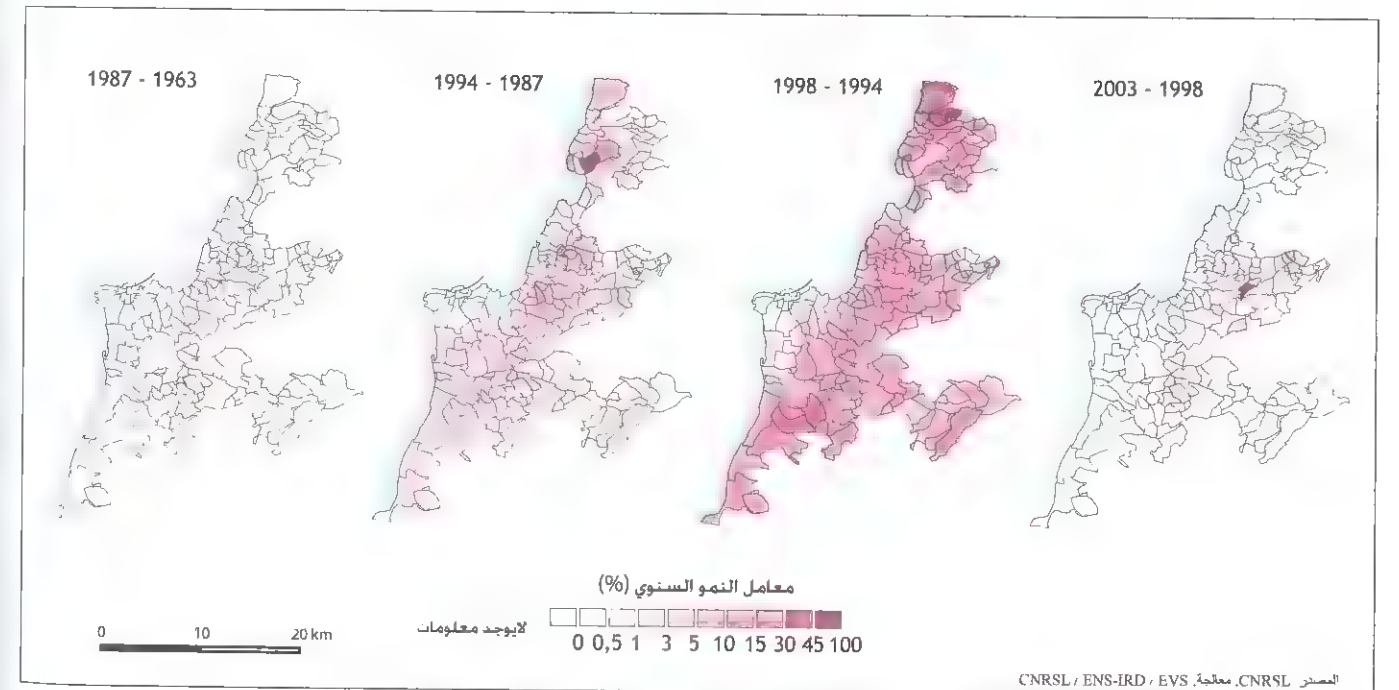 1987 - 1963
1994 - 1987
1998 - 1994
2003 - 1998
معامل النمو السنوي (%)
لايوجد معلومات
0 0,5 1 3 5 10 15 30 45 100
0 10 20 km
المصدر CNRSL، معالجة، CNRSL / ENS-IRD / EVS